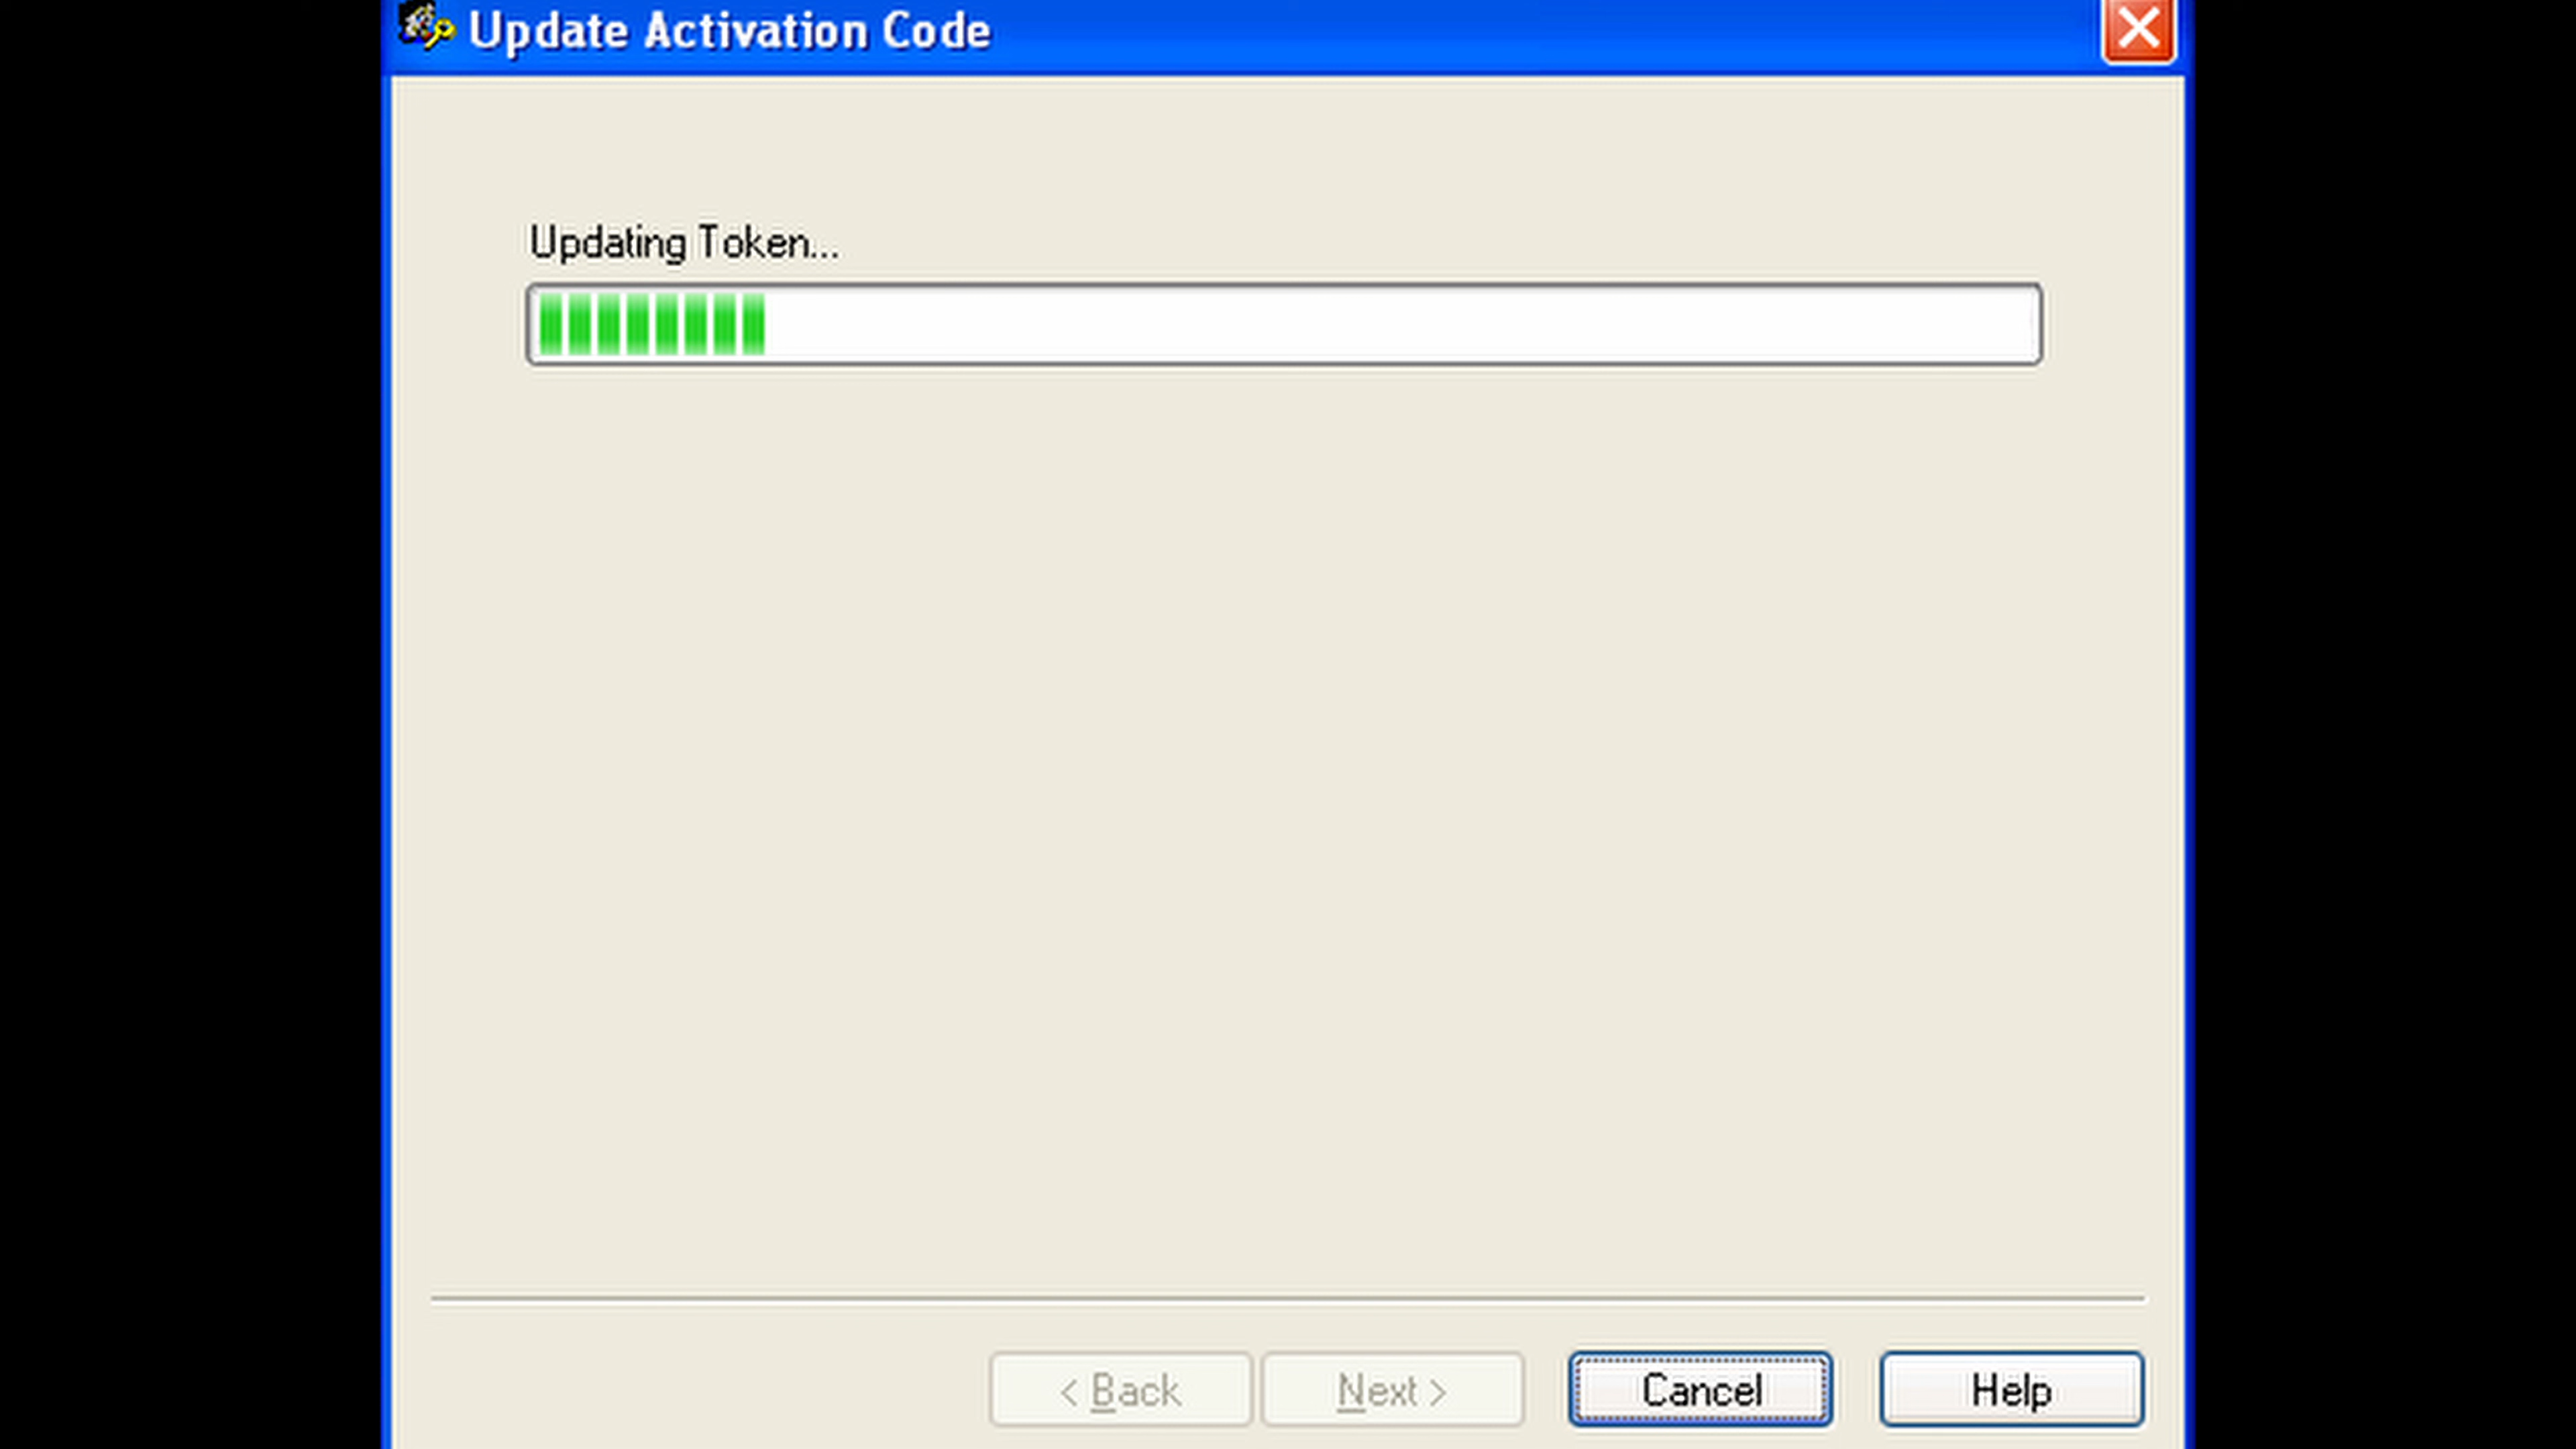 Update Activation Code
Updating Token...
< Back
Next >
Cancel
Help